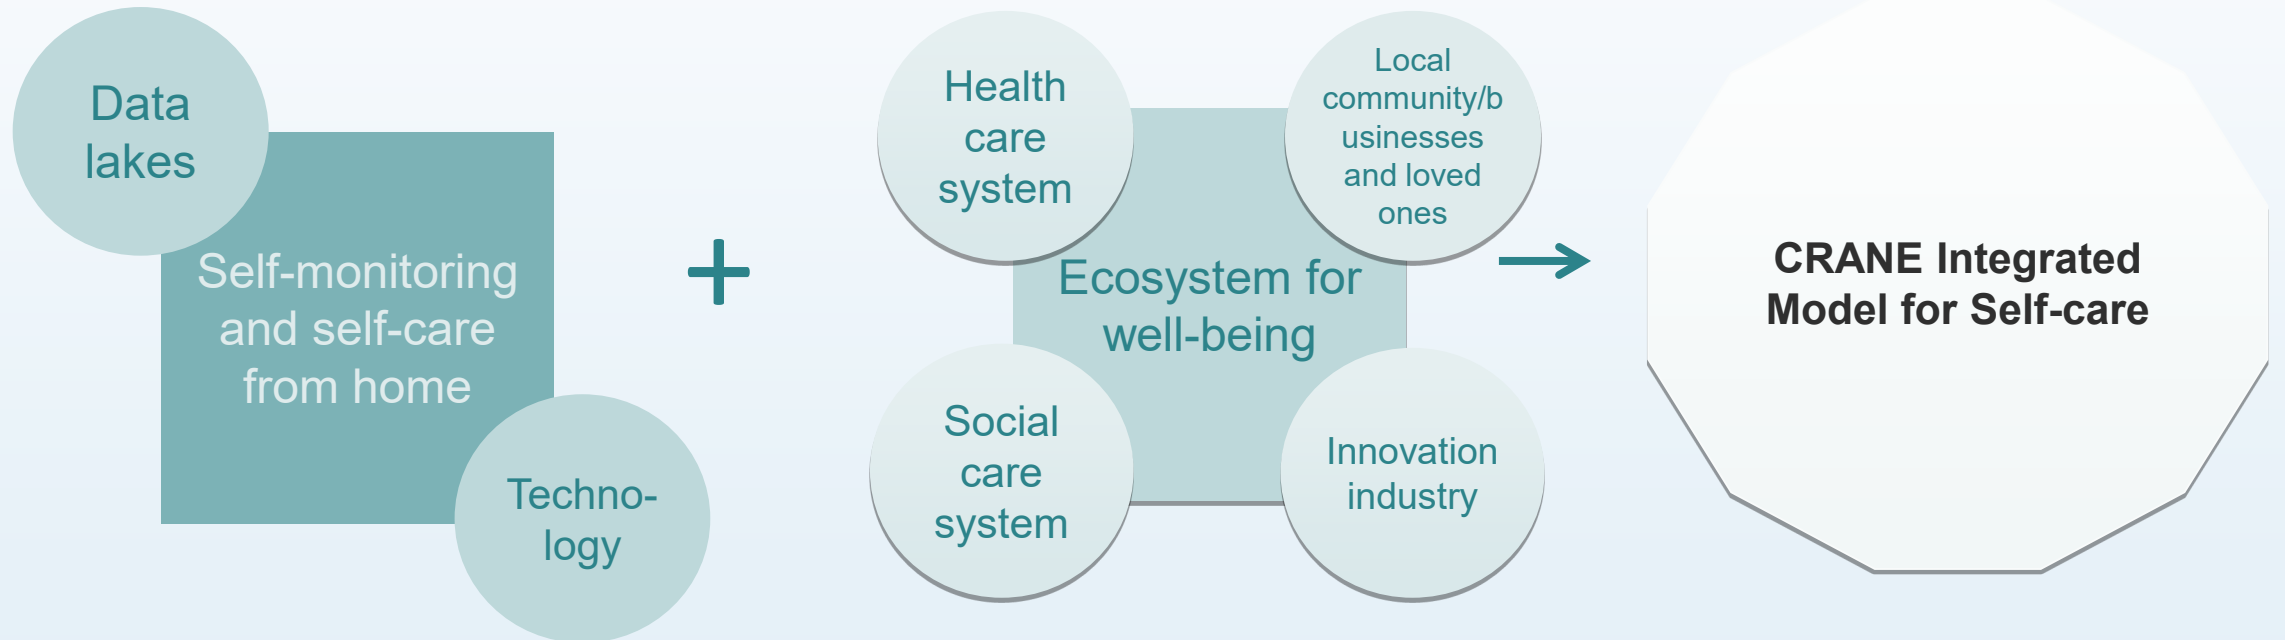 Data
lakes
Self-monitoring
and self-care
from home
Techno-
logy
+
Health
care
system
Local
community/b
usinesses
and loved
ones
Ecosystem for
well-being
Social
care
system
Innovation
industry
CRANE Integrated
Model for Self-care